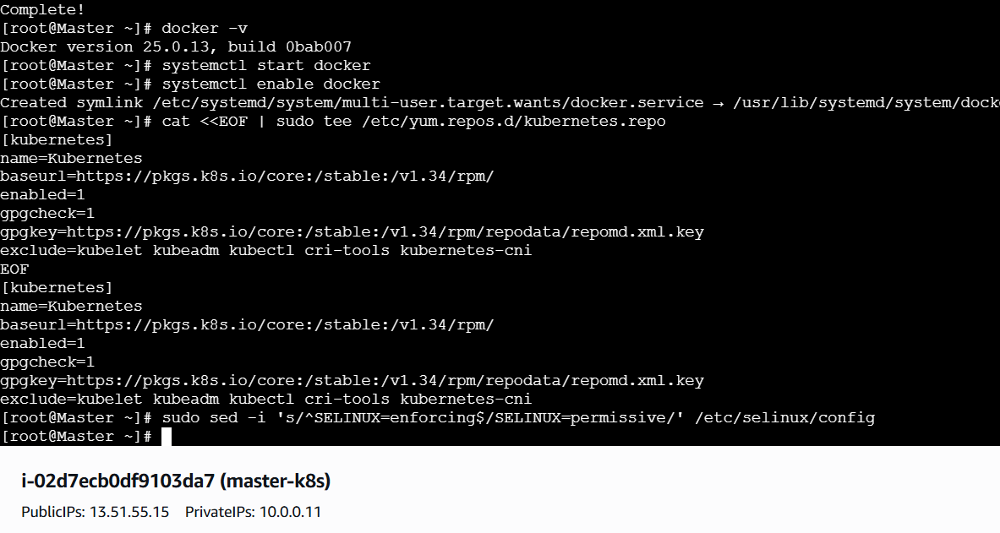 Complete!
[root@Master ~]# docker -v
Docker version 25.0.13, build 0bab007
[root@Master ~]# systemctl start docker
[root@Master ~]# systemctl enable docker
Created symlink /etc/systemd/system/multi-user.target.wants/docker.service → /usr/lib/systemd/system/dock
[root@Master ~]# cat <<EOF | sudo tee /etc/yum.repos.d/kubernetes.repo
[kubernetes]
name=Kubernetes
baseurl=https://pkgs.k8s.io/core:/stable:/v1.34/rpm/
enabled=1
gpgcheck=1
gpgkey=https://pkgs.k8s.io/core:/stable:/v1.34/rpm/repodata/repomd.xml.key
exclude=kubelet kubeadm kubectl cri-tools kubernetes-cni
EOF
[kubernetes]
name=Kubernetes
baseurl=https://pkgs.k8s.io/core:/stable:/v1.34/rpm/
enabled=1
gpgcheck=1
gpgkey=https://pkgs.k8s.io/core:/stable:/v1.34/rpm/repodata/repomd.xml.key
exclude=kubelet kubeadm kubectl cri-tools kubernetes-cni
[root@Master ~]# sudo sed -i 's/^SELINUX=enforcing$/SELINUX=permissive/' /etc/selinux/config
[root@Master ~]#
i-02d7ecb0df9103da7 (master-k8s)
PublicIPs: 13.51.55.15 PrivateIPs: 10.0.0.11